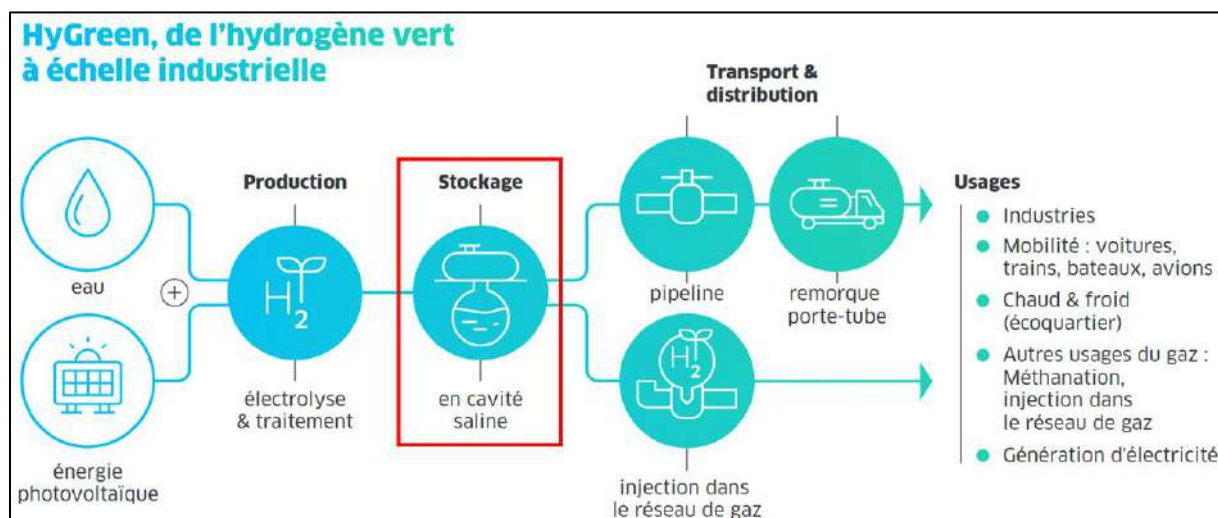 HyGreen, de l'hydrogène vert
à échelle industrielle
eau
+
énergie
photovoltaïque
Production
H2
électrolyse
& traitement
Stockage
en cavité
saline
Transport &
distribution
pipeline
remorque
porte-tube
H2
injection dans
le réseau de gaz
Usages
Industries
Mobilité : voitures,
trains, bateaux, avions
Chaud & froid
(écoquartier)
Autres usages du gaz :
Méthanation,
injection dans
le réseau de gaz
Génération d'électricité